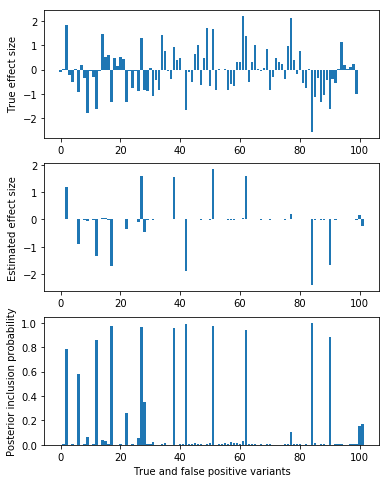 True effect size
2
1
0
−1
−2
0 20 40 60 80 100
Estimated effect size
2
1
0
−1
−2
0 20 40 60 80 100
Posterior inclusion probability
1.0
0.8
0.6
0.4
0.2
0.0
0 20 40 60 80 100
True and false positive variants